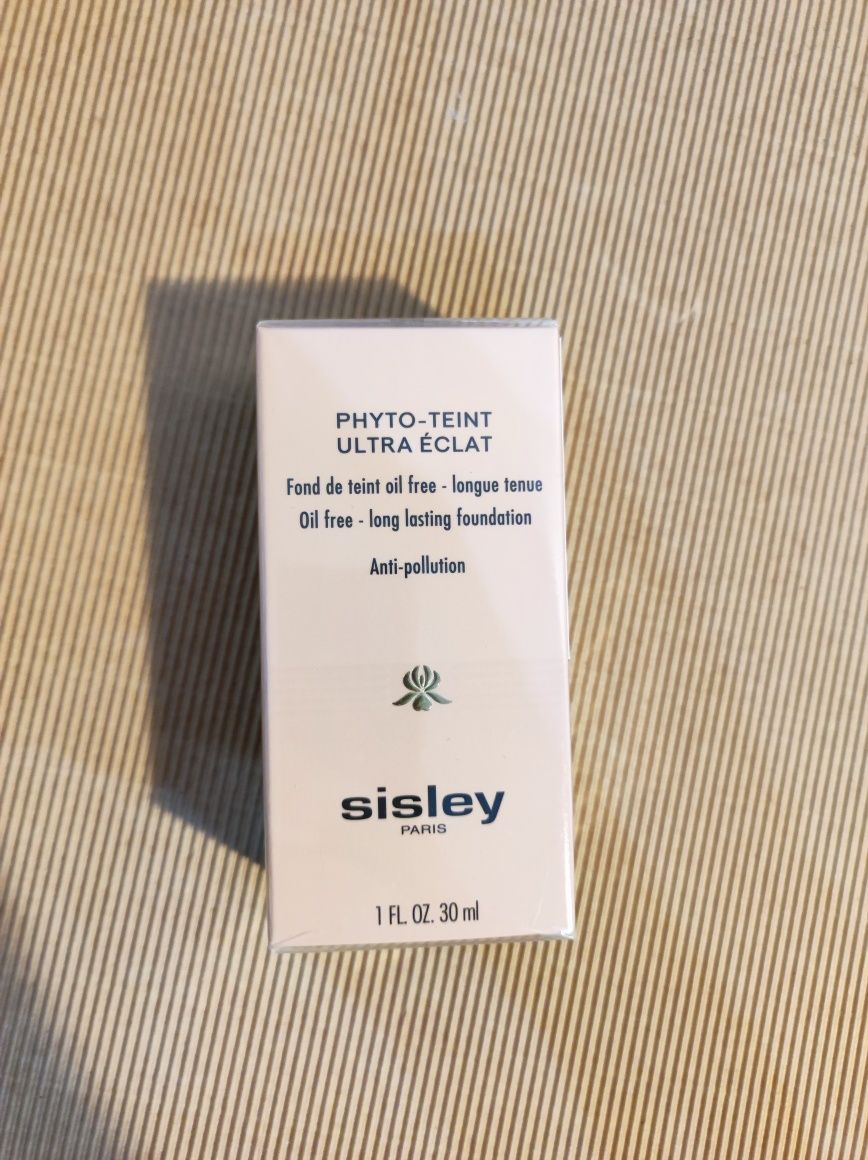 PHYTO-TEINT
ULTRA ÉCLAT
Fond de teint oil free - longue tenue
Oil free - long lasting foundation
Anti-pollution
sisley
PARIS
1 FL. OZ. 30 ml